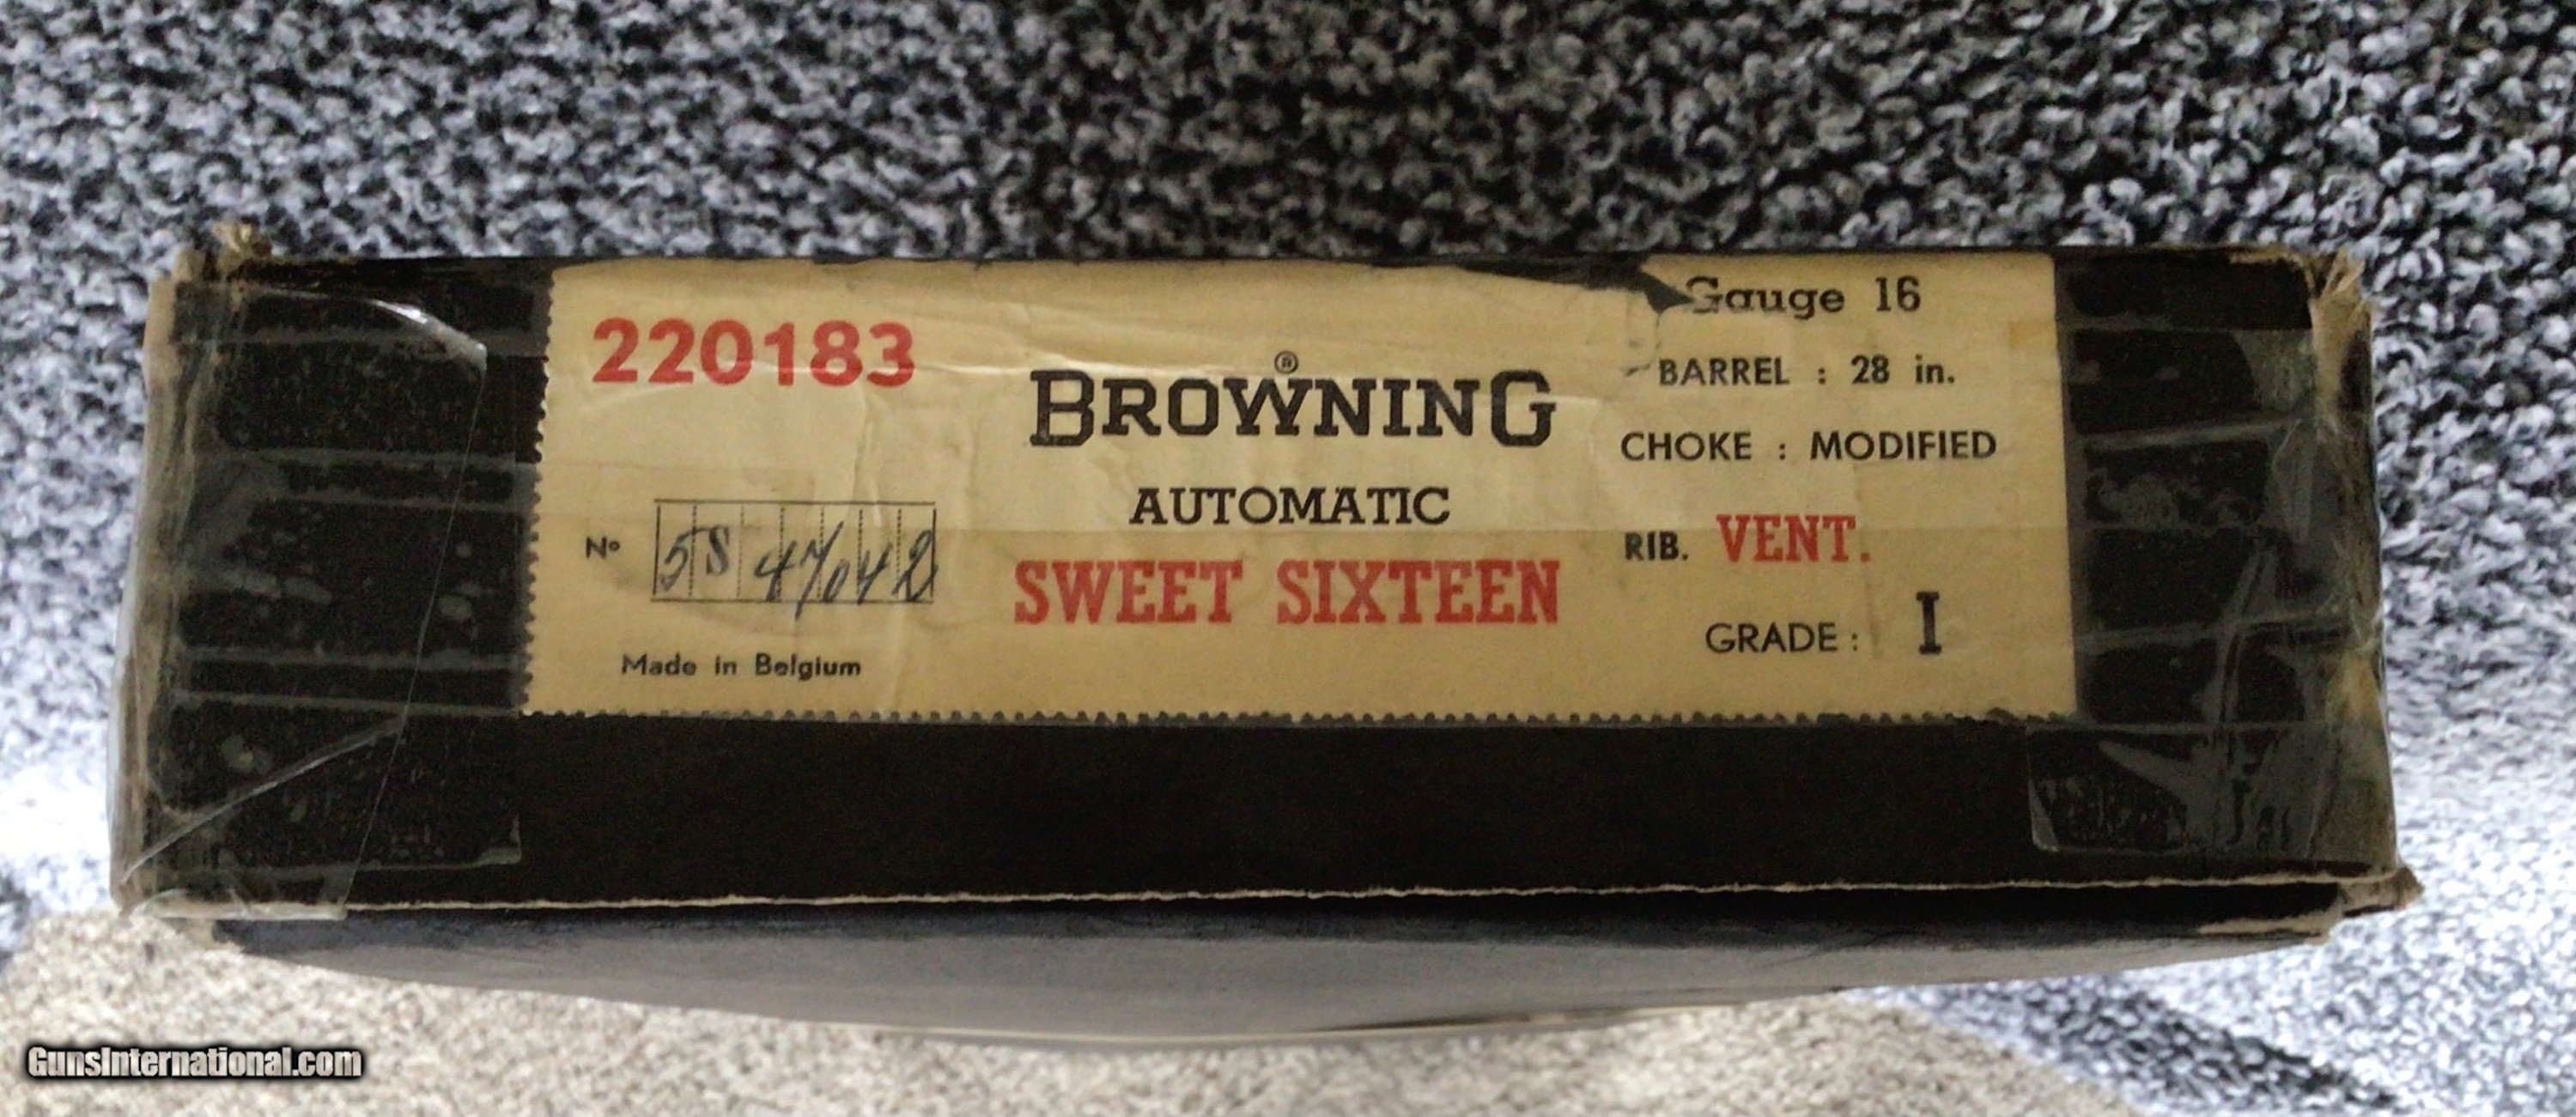 220183
Nº 5S 47042
Made in Belgium
®
BROWNING
AUTOMATIC
SWEET SIXTEEN
Gauge 16
BARREL : 28 in.
CHOKE : MODIFIED
RIB. VENT.
GRADE : I
GunsInternational.com